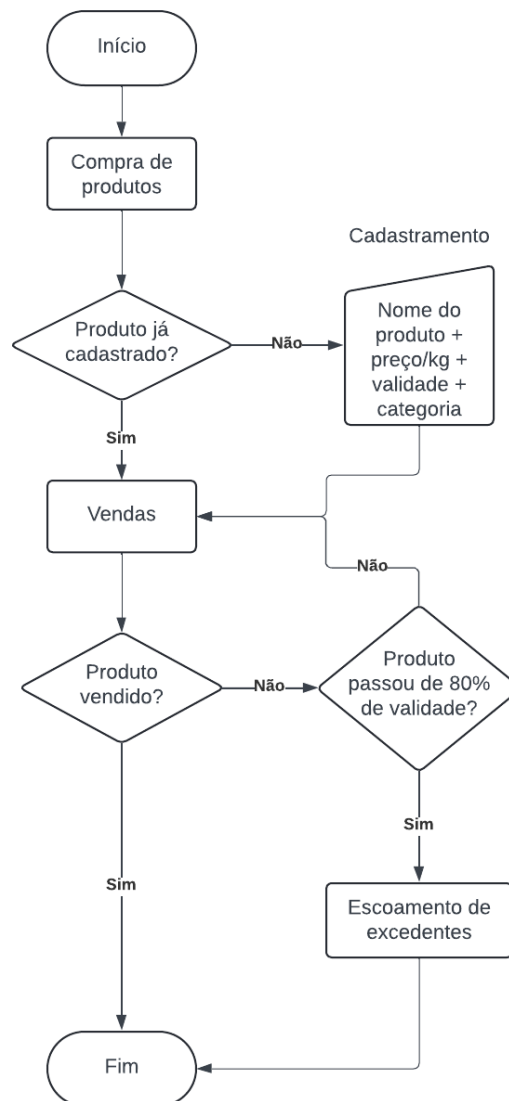 Início
Compra de
produtos
Cadastramento
Produto já
cadastrado?
Não
Nome do
produto +
preço/kg +
validade +
categoria
Sim
Vendas
Não
Produto
vendido?
Não
Produto
passou de 80%
de validade?
Sim
Sim
Escoamento de
excedentes
Fim